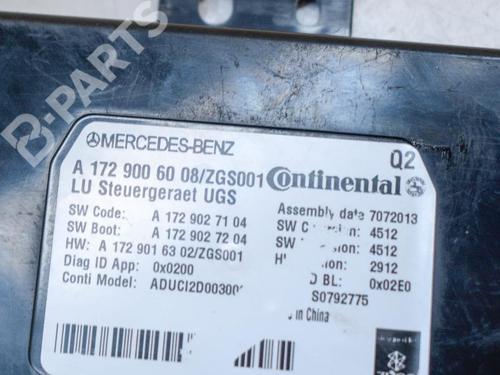 B-PARTS
MERCEDES-BENZ
Q2
A 172 900 60 08/ZGS001 Continental
LU Steuergeraet UGS
Assembly date 7072013
SW Code: A 172 902 71 04
4512
SW Boot: A 172 902 72 04
4512
HW: A 172 901 63 02/ZGS001
2912
Diag ID App: 0x0200
BL: 0x02E0
Conti Model:
S0792775
in China